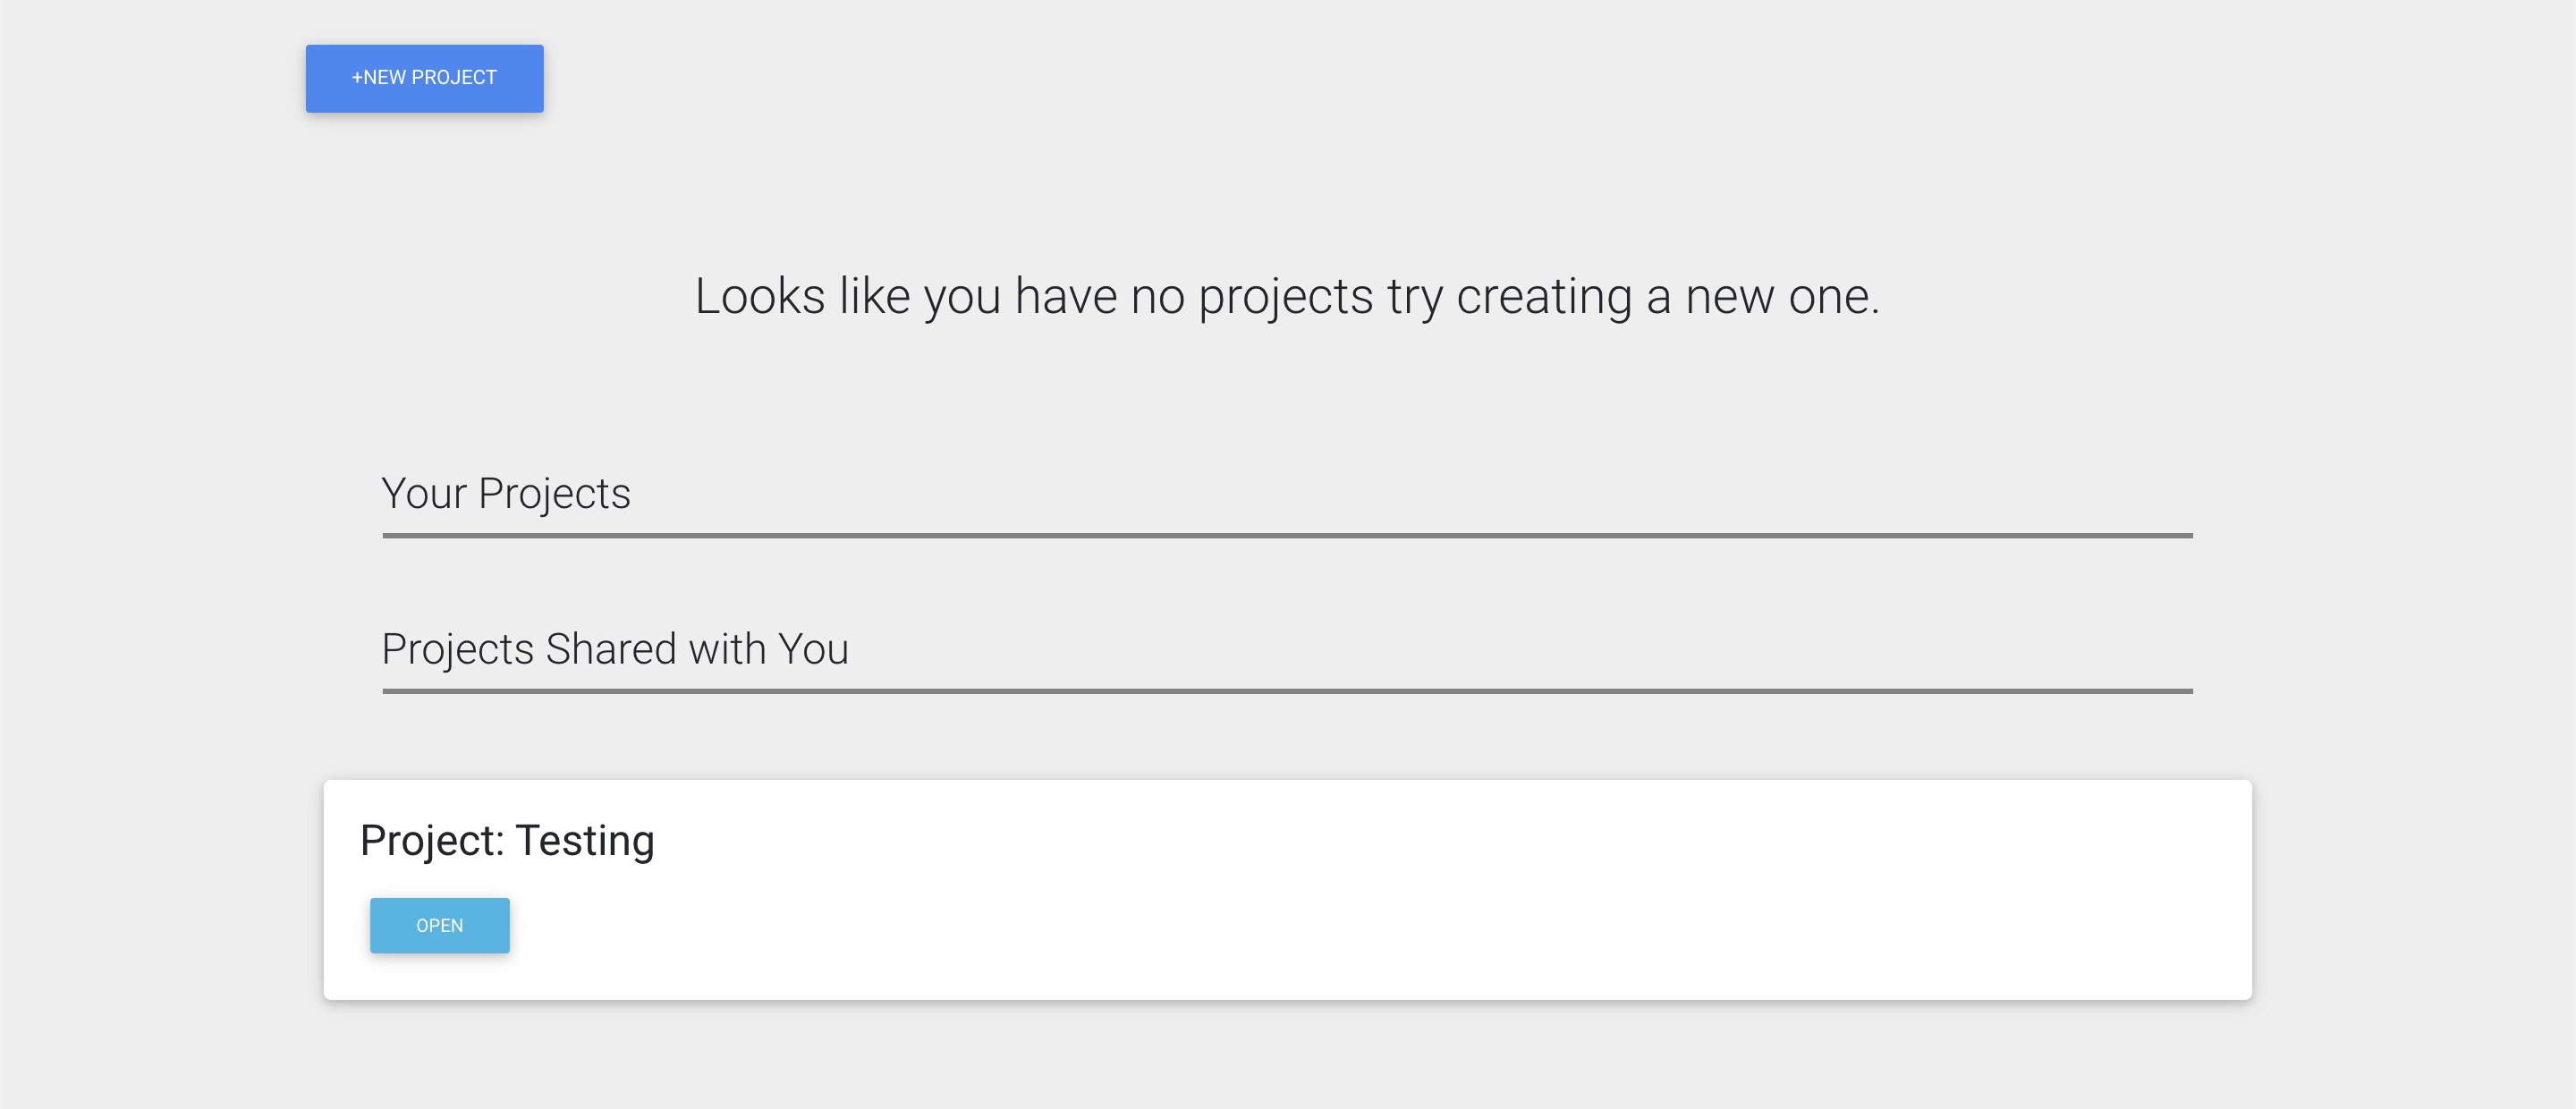 +NEW PROJECT
Looks like you have no projects try creating a new one.
Your Projects
Projects Shared with You
Project: Testing
OPEN